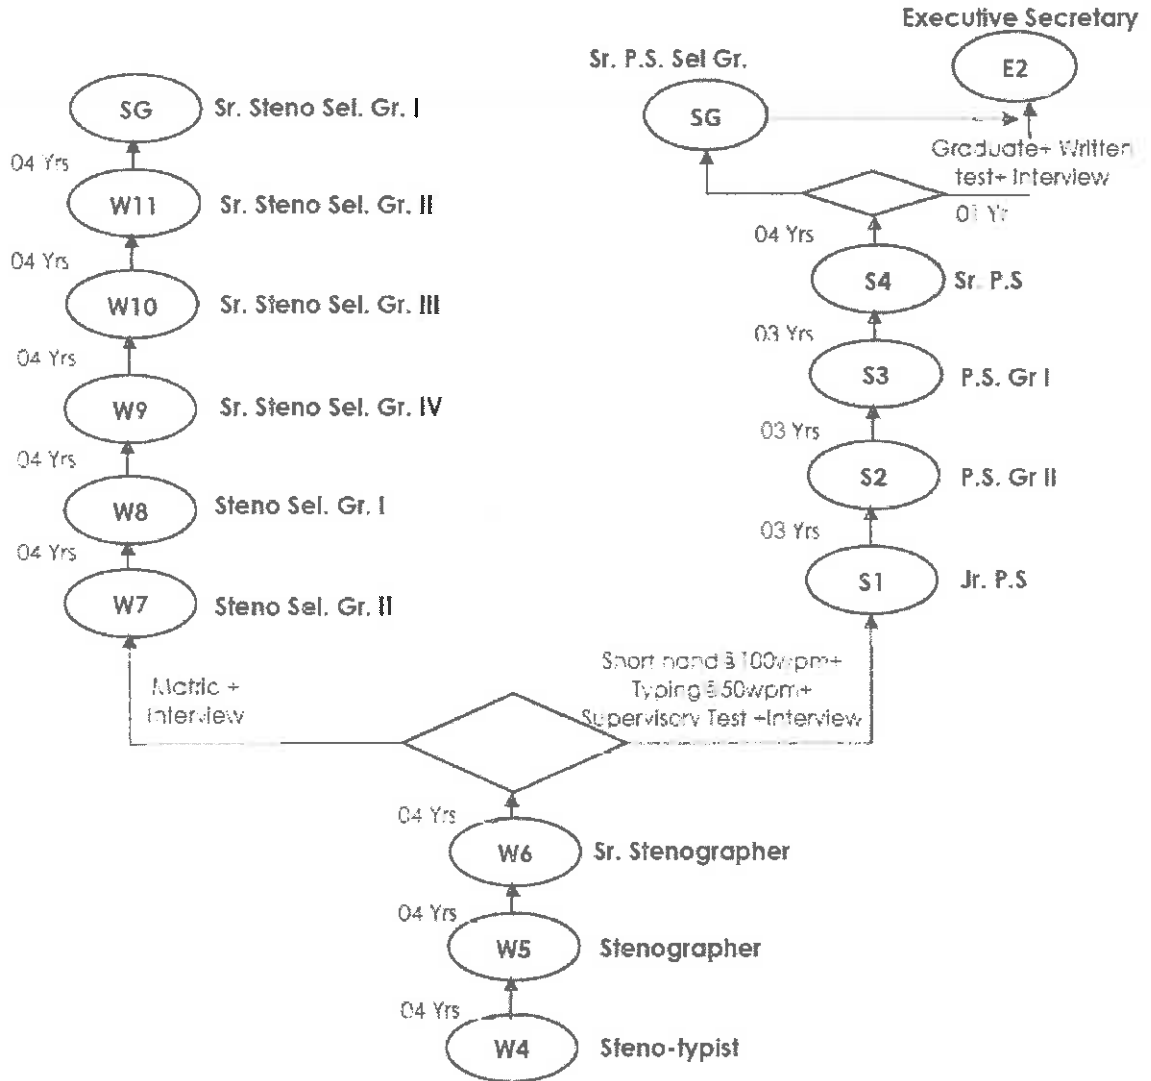 Executive Secretary
E2
Sr. P.S. Sel Gr.
SG
SG
Sr. Steno Sel. Gr. I
Graduate+ Written
test+ Interview
01 Yr
04 Yrs
W11
Sr. Steno Sel. Gr. II
04 Yrs
S4
Sr. P.S
04 Yrs
W10
Sr. Steno Sel. Gr. III
03 Yrs
S3
P.S. Gr I
04 Yrs
W9
Sr. Steno Sel. Gr. IV
03 Yrs
S2
P.S. Gr II
04 Yrs
W8
Steno Sel. Gr. I
03 Yrs
S1
Jr. P.S
04 Yrs
W7
Steno Sel. Gr. II
Matric +
Interview
Short hand 100wpm+
Typing 50wpm+
Supervisory Test +Interview
04 Yrs
W6
Sr. Stenographer
04 Yrs
W5
Stenographer
04 Yrs
W4
Steno-typist